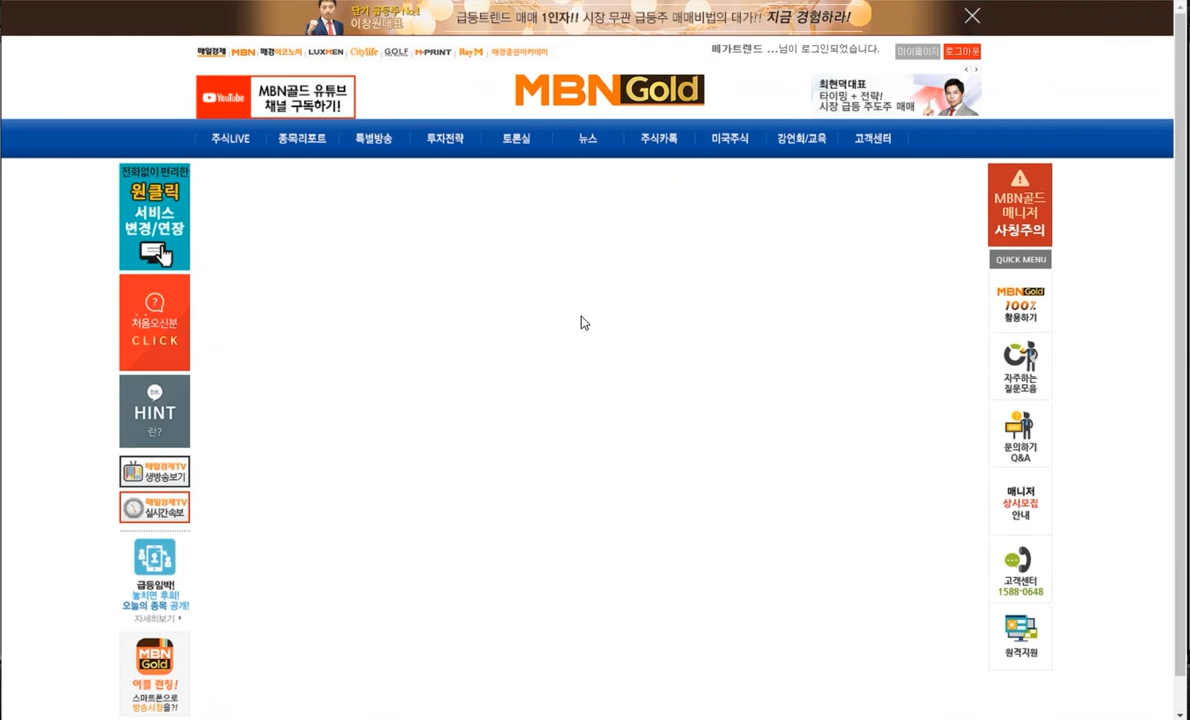 단기 급등주 No.1
이창원대표
급등트렌드 매매 1인자!! 시장 무관 급등주 매매비법의 대가!! 지금 경험하라!
매일경제 MBN 매경이코노미 LUXMEN Citylife GOLF M-PRINT RayM 매경증권아카데미
메가트렌드 ...님이 로그인되었습니다. 마이페이지 로그아웃
YouTube MBN골드 유튜브
채널 구독하기!
MBN Gold
최현덕대표
타이밍 + 전략!
시장 급등 주도주 매매
주식LIVE 종목리포트 특별방송 투자전략 토론실 뉴스 주식카톡 미국주식 강연회/교육 고객센터
전화없이 편리한
원클릭
서비스
변경/연장
처음오신분
CLICK
HINT
란?
매일경제TV
생방송보기
매일경제TV
실시간속보
급등임박!
놓치면 후회!
오늘의 종목 공개!
자세히보기
MBN
Gold
어플 런칭!
스마트폰으로
방송시청을?!
MBN골드
매니저
사칭주의
QUICK MENU
MBN Gold
100%
활용하기
자주하는
질문모음
문의하기
Q&A
매니저
상시모집
안내
고객센터
1588-0648
원격지원